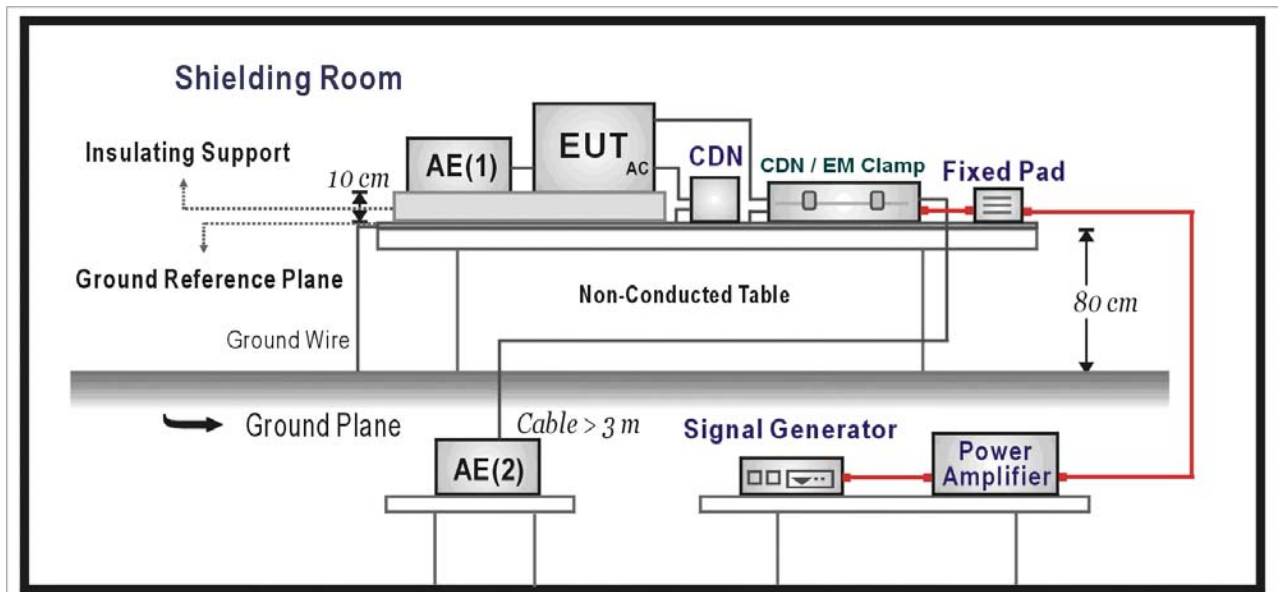 Shielding Room
Insulating Support
10 cm
AE(1)
EUT
AC
CDN
CDN / EM Clamp
Fixed Pad
Ground Reference Plane
Non-Conducted Table
80 cm
Ground Wire
Ground Plane
Cable > 3 m
Signal Generator
AE(2)
Power
Amplifier